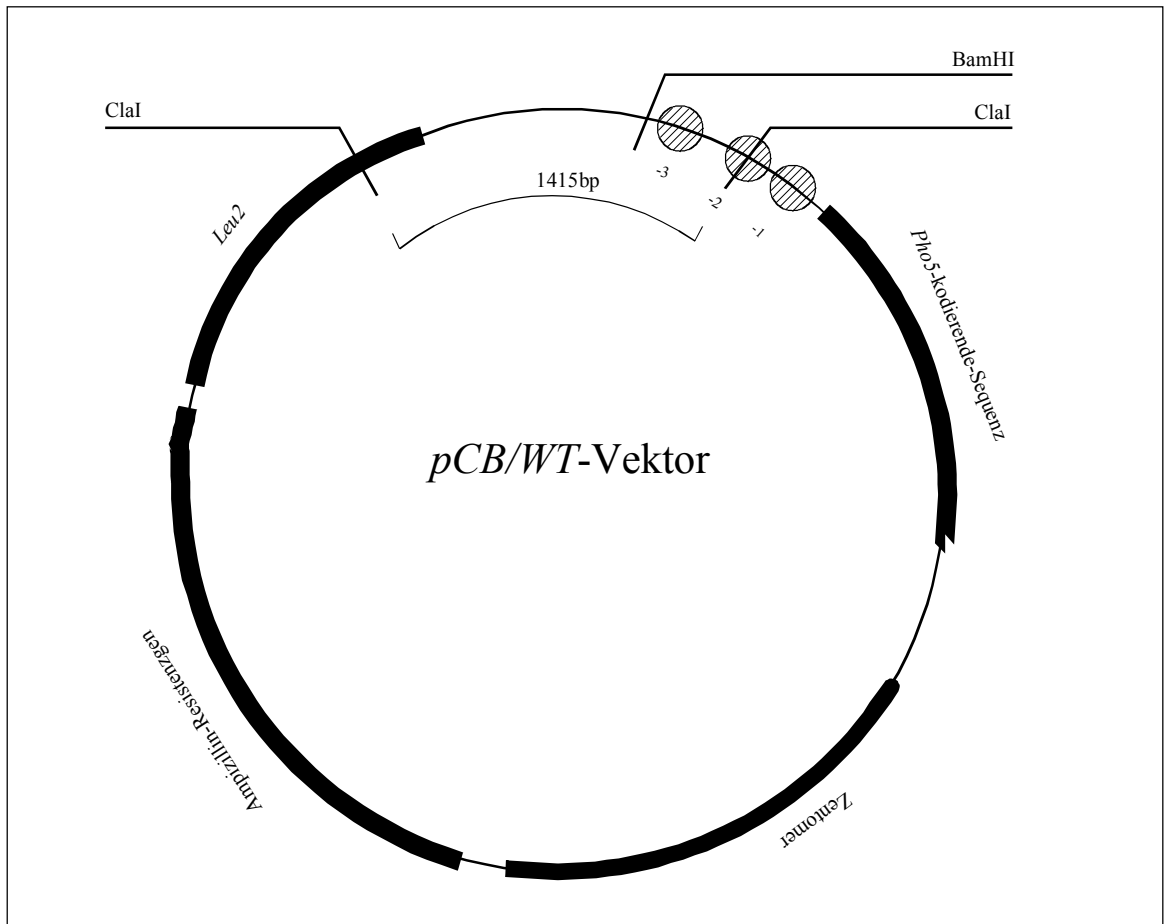 BamHI
ClaI
ClaI
-3
1415bp
-2
-1
Leu2
Pho5-kodierende-Sequenz
pCB/WT-Vektor
Ampizillin-Resistenzgen
Zentomer